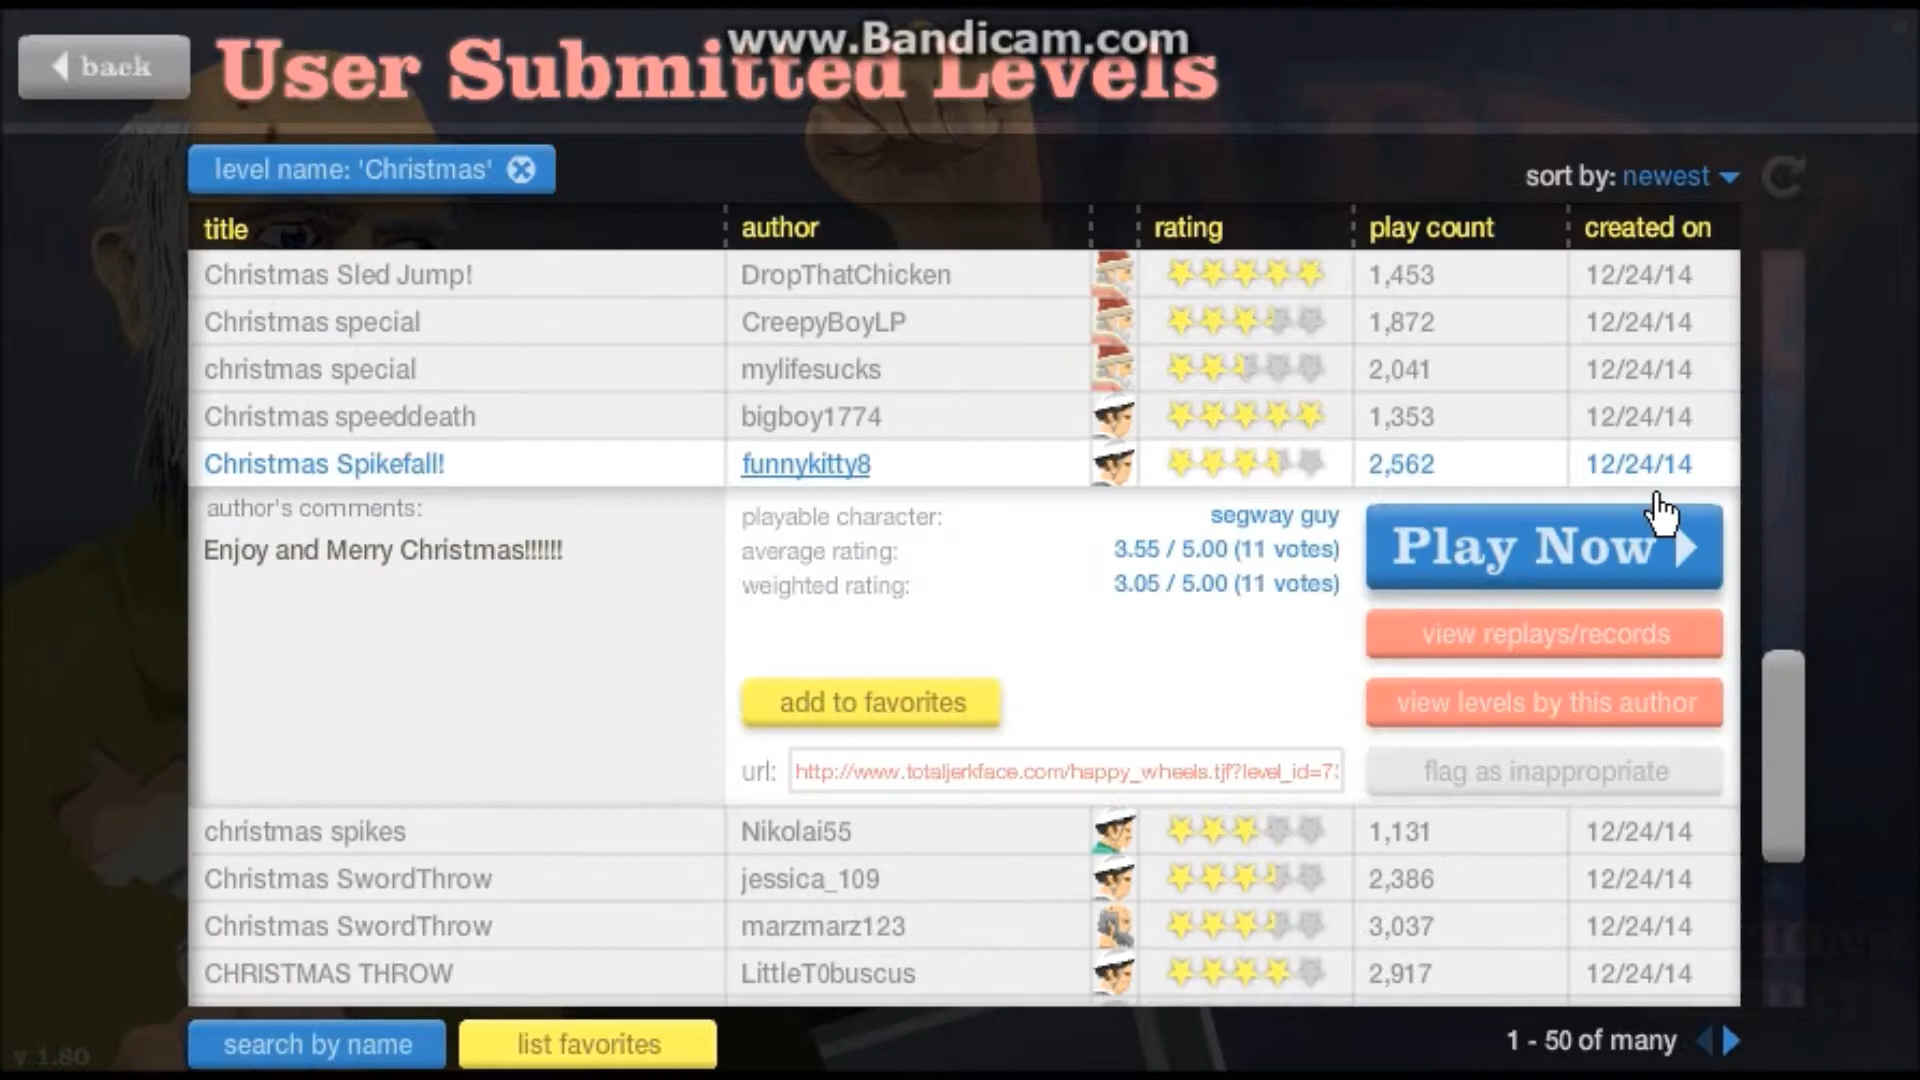 www.Bandicam.com
back
User Submitted Levels
level name: 'Christmas'
sort by: newest
title author rating play count created on
Christmas Sled Jump! DropThatChicken 1,453 12/24/14
Christmas special CreepyBoyLP 1,872 12/24/14
christmas special mylifesucks 2,041 12/24/14
Christmas speeddeath bigboy1774 1,353 12/24/14
Christmas Spikefall! funnykitty8 2,562 12/24/14
author's comments:
Enjoy and Merry Christmas!!!!!!
playable character: segway guy
average rating: 3.55 / 5.00 (11 votes)
weighted rating: 3.05 / 5.00 (11 votes)
Play Now
view replays/records
add to favorites
view levels by this author
url: http://www.totaljerkface.com/happy_wheels.tjf?level_id=7
flag as inappropriate
christmas spikes Nikolai55 1,131 12/24/14
Christmas SwordThrow jessica_109 2,386 12/24/14
Christmas SwordThrow marzmarz123 3,037 12/24/14
CHRISTMAS THROW LittleT0buscus 2,917 12/24/14
search by name
list favorites
1 - 50 of many
v 1.80